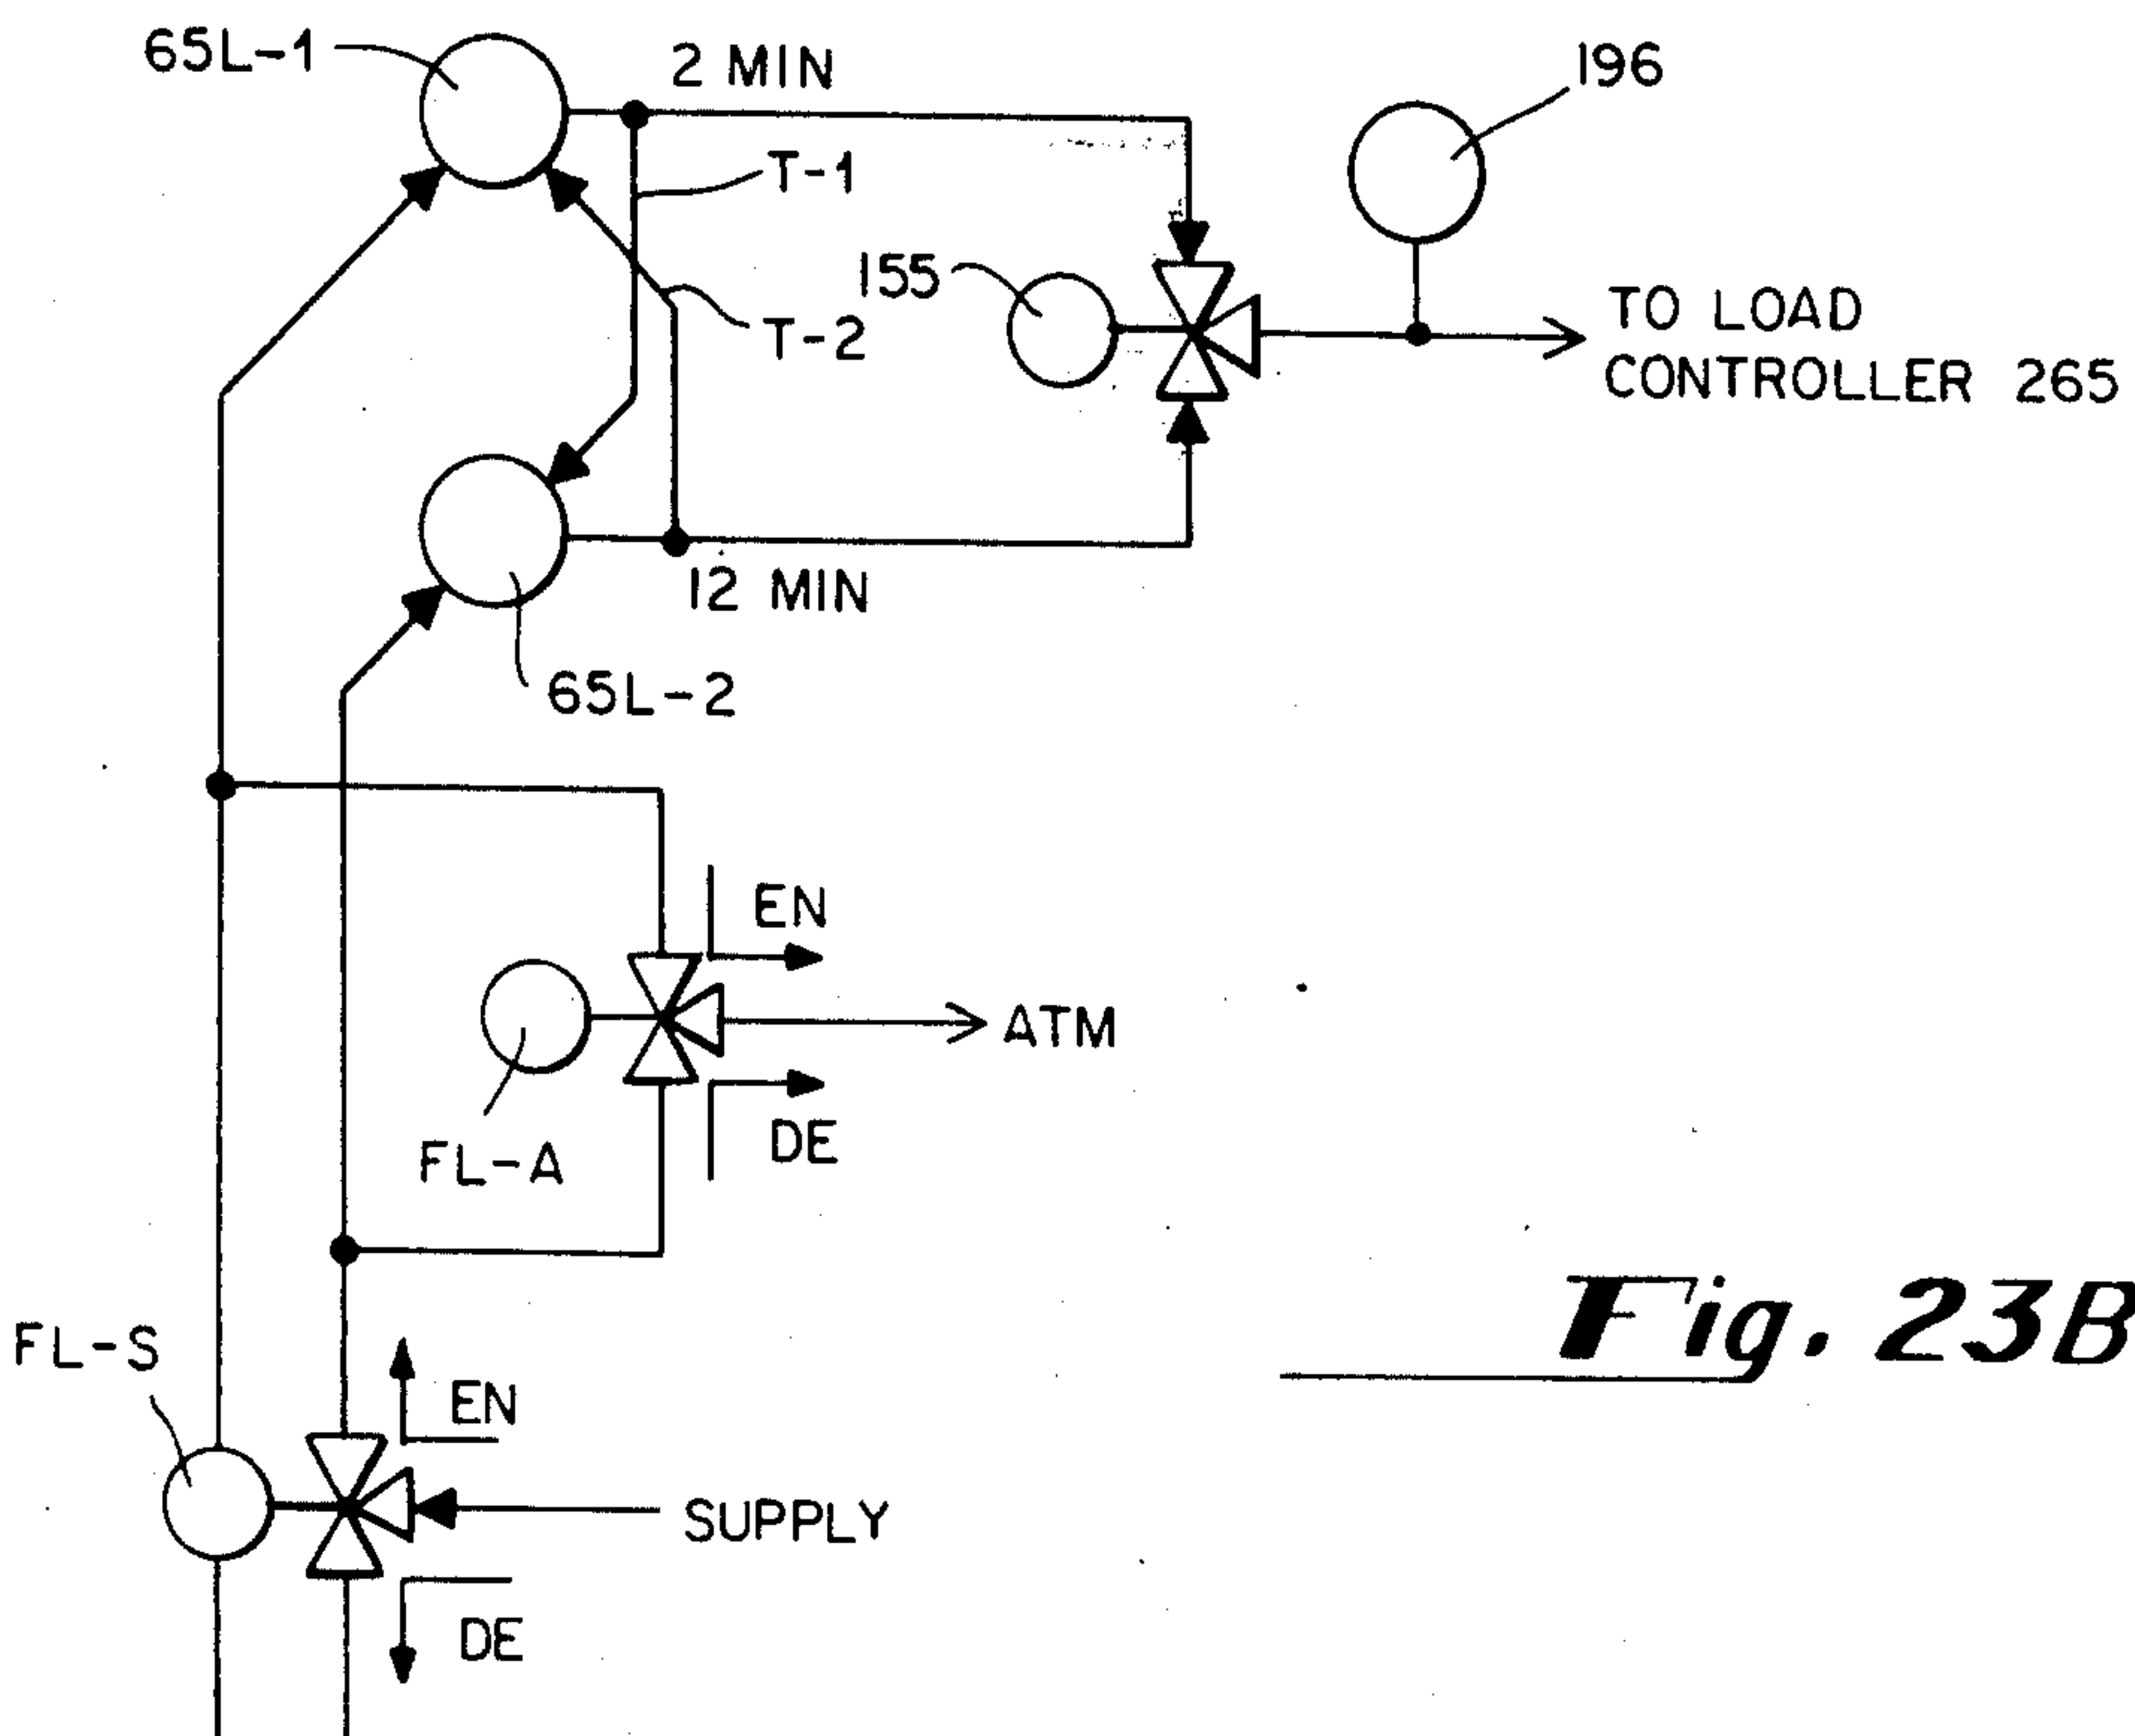 65L-1
2 MIN
196
T-1
155
T-2
TO LOAD
CONTROLLER 265
12 MIN
65L-2
EN
ATM
FL-A
DE
Fig. 23B
FL-S
EN
SUPPLY
DE